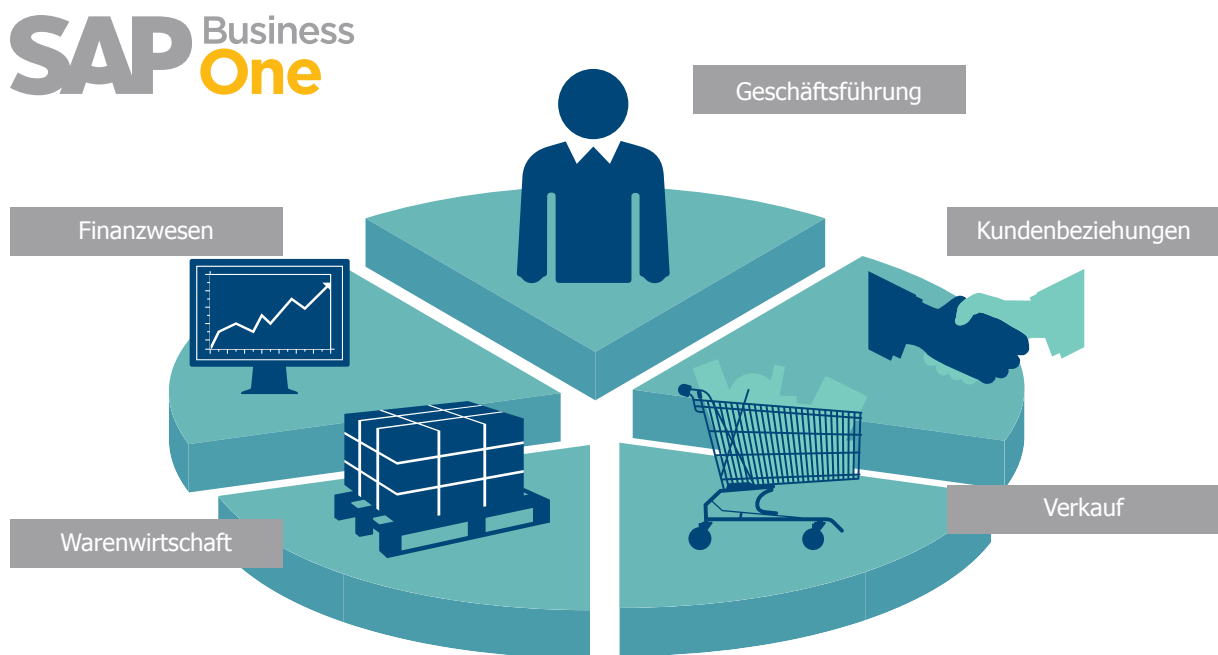 SAP Business
One
Geschäftsführung
Finanzwesen
Kundenbeziehungen
Verkauf
Warenwirtschaft